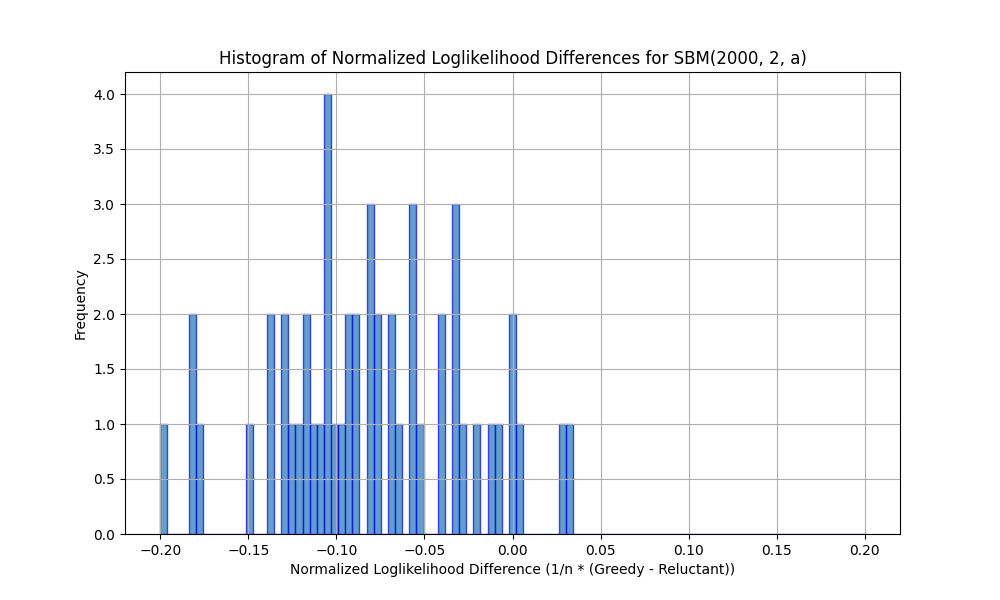 Histogram of Normalized Loglikelihood Differences for SBM(2000, 2, a)
4.0
3.5
3.0
2.5
2.0
1.5
1.0
0.5
0.0
Frequency
−0.20 −0.15 −0.10 −0.05 0.00 0.05 0.10 0.15 0.20
Normalized Loglikelihood Difference (1/n * (Greedy - Reluctant))